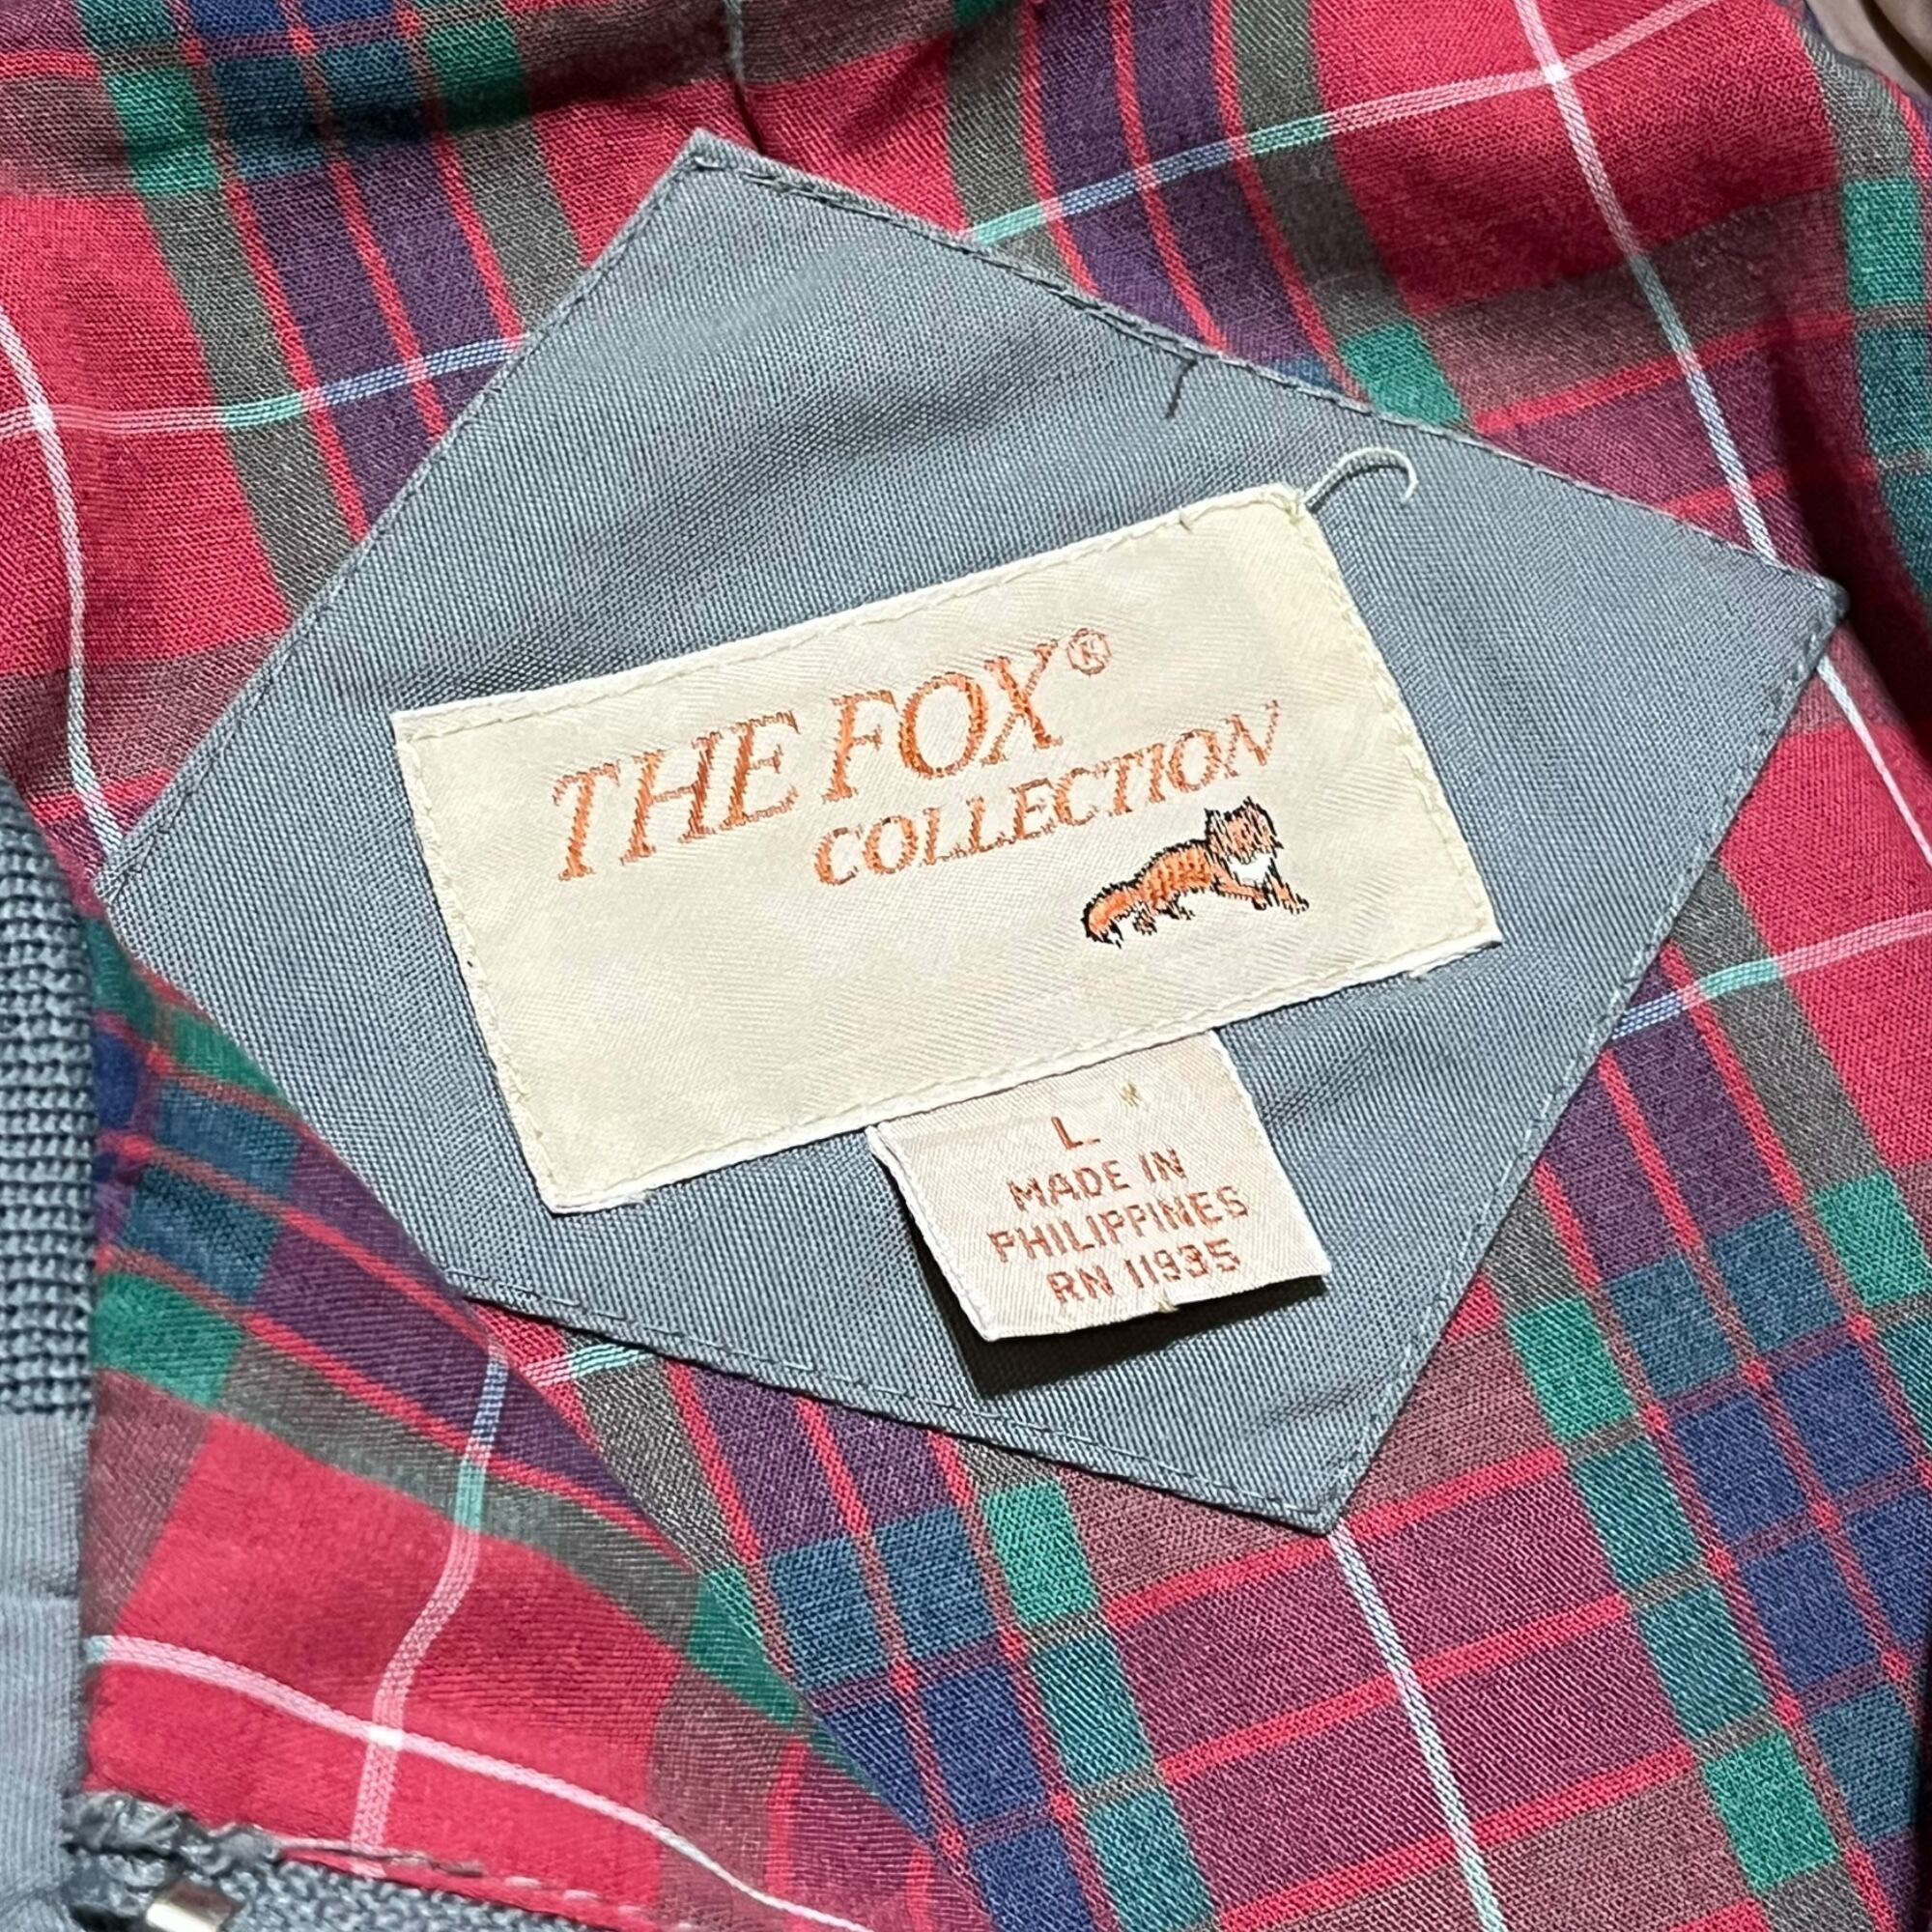 THE FOX®
COLLECTION
L
MADE IN
PHILIPPINES
RN 11935